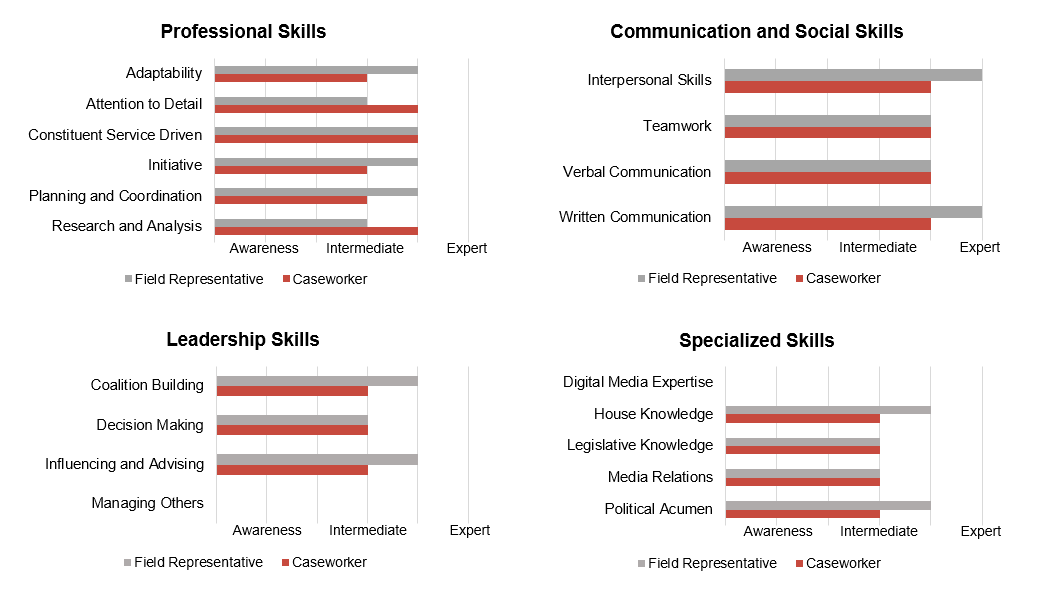 Professional Skills
Adaptability
Attention to Detail
Constituent Service Driven
Initiative
Planning and Coordination
Research and Analysis
Awareness Intermediate Expert
Field Representative Caseworker
Communication and Social Skills
Interpersonal Skills
Teamwork
Verbal Communication
Written Communication
Awareness Intermediate Expert
Field Representative Caseworker
Leadership Skills
Coalition Building
Decision Making
Influencing and Advising
Managing Others
Awareness Intermediate Expert
Field Representative Caseworker
Specialized Skills
Digital Media Expertise
House Knowledge
Legislative Knowledge
Media Relations
Political Acumen
Awareness Intermediate Expert
Field Representative Caseworker